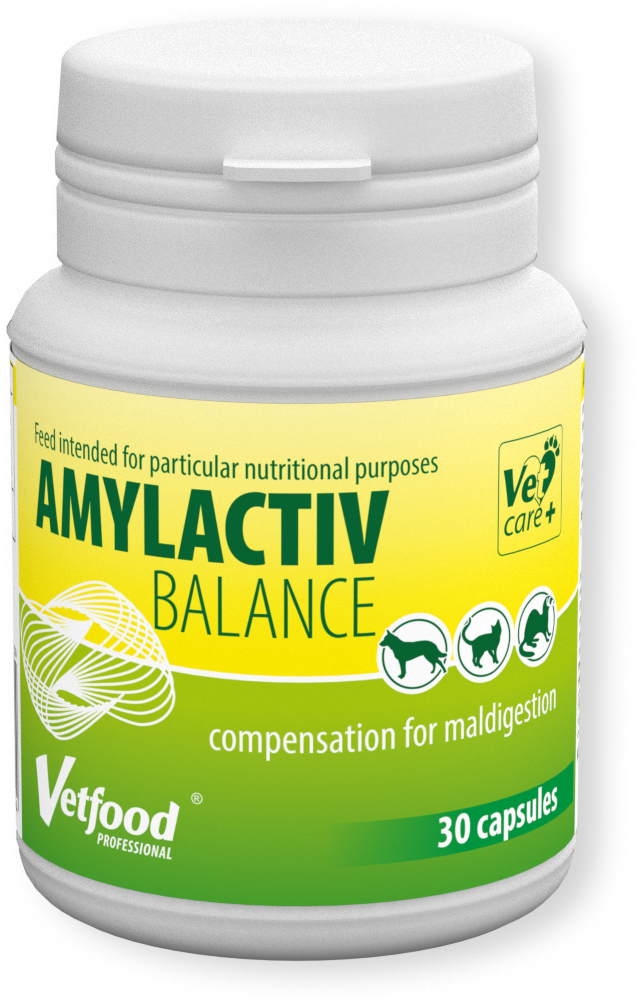 Feed intended for particular nutritional purposes
AMYLACTIV
BALANCE
Vet
care+
compensation for maldigestion
Vetfood®
PROFESSIONAL
30 capsules